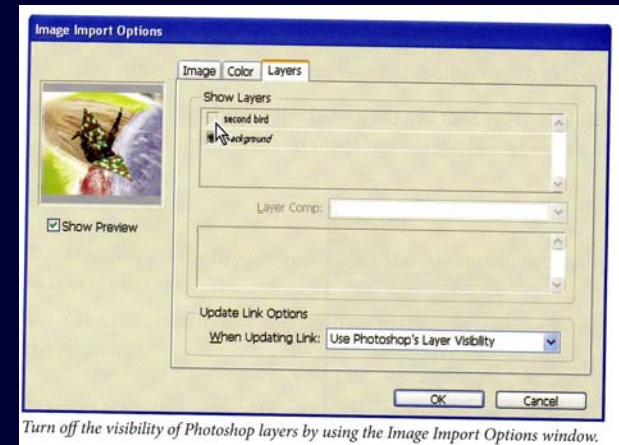 Image Import Options
Image Color Layers
Show Layers
second bird
ackground
Layer Comp:
Show Preview
Update Link Options
When Updating Link: Use Photoshop's Layer Visibility
OK Cancel
Turn off the visibility of Photoshop layers by using the Image Import Options window.